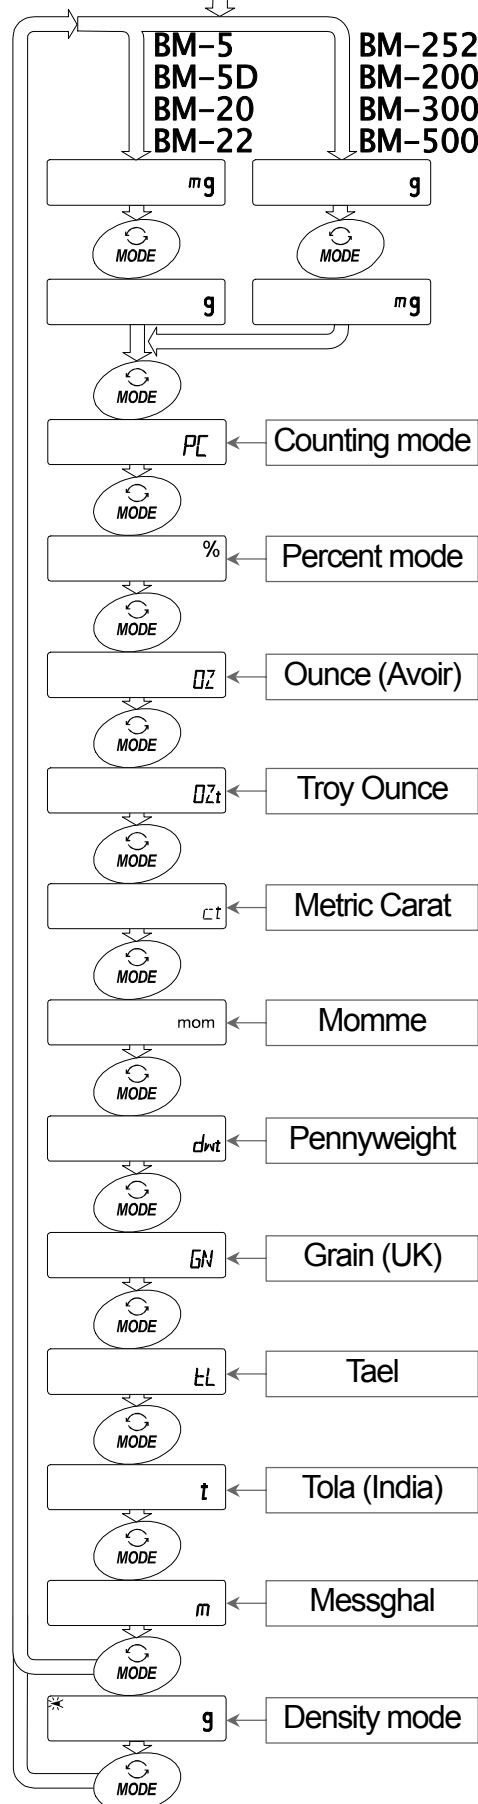 BM-5
BM-5D
BM-20
BM-22
BM-252
BM-200
BM-300
BM-500
mg
g
MODE
MODE
g
mg
MODE
PC
Counting mode
MODE
%
Percent mode
MODE
OZ
Ounce (Avoir)
MODE
OZt
Troy Ounce
MODE
ct
Metric Carat
MODE
mom
Momme
MODE
dwt
Pennyweight
MODE
GN
Grain (UK)
MODE
tL
Tael
MODE
t
Tola (India)
MODE
m
Messghal
MODE
g
Density mode
MODE